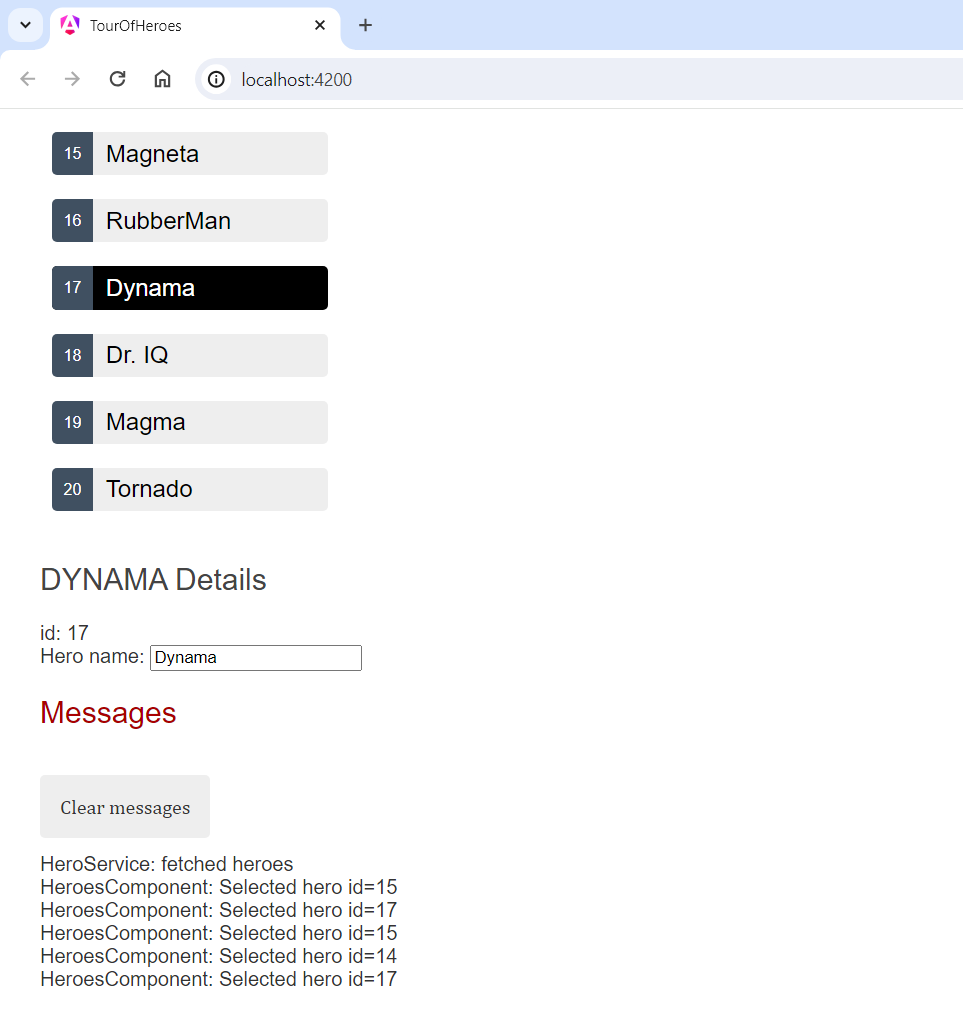 TourOfHeroes
localhost:4200
15 Magneta
16 RubberMan
17 Dynama
18 Dr. IQ
19 Magma
20 Tornado
DYNAMA Details
id: 17
Hero name: Dynama
Messages
Clear messages
HeroService: fetched heroes
HeroesComponent: Selected hero id=15
HeroesComponent: Selected hero id=17
HeroesComponent: Selected hero id=15
HeroesComponent: Selected hero id=14
HeroesComponent: Selected hero id=17